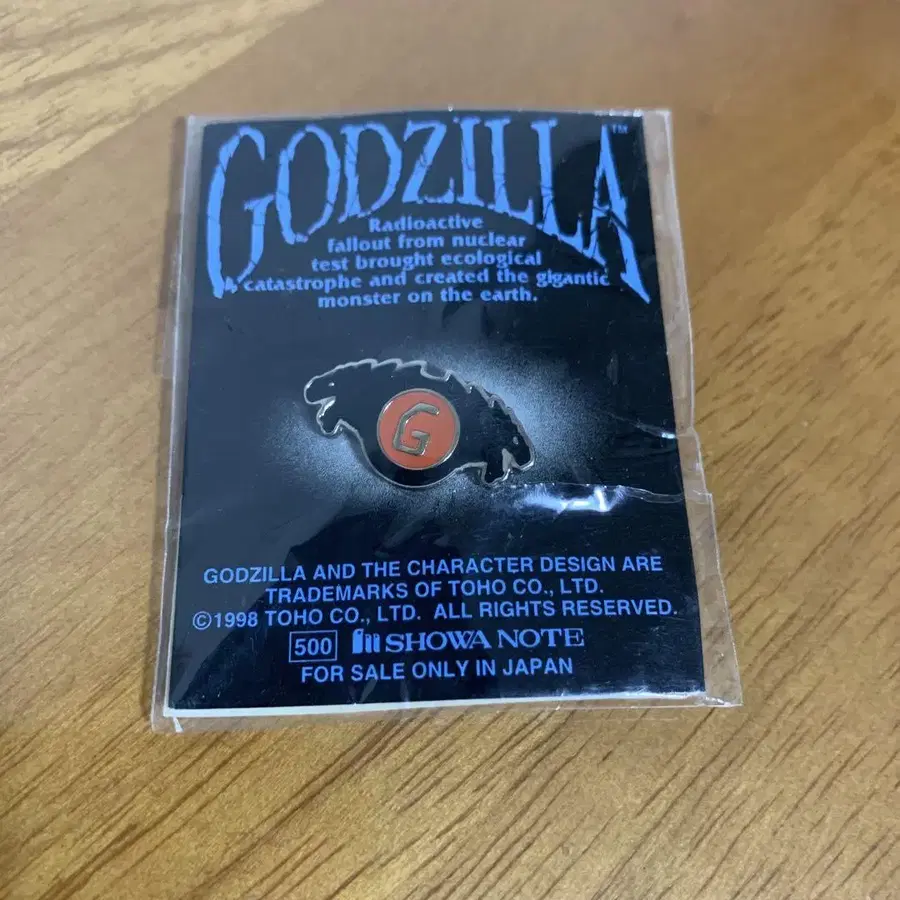 GODZILLA™
Radioactive
fallout from nuclear
test brought ecological
catastrophe and created the gigantic
monster on the earth.
G
GODZILLA AND THE CHARACTER DESIGN ARE
TRADEMARKS OF TOHO CO., LTD.
©1998 TOHO CO., LTD. ALL RIGHTS RESERVED.
500 SHOWA NOTE
FOR SALE ONLY IN JAPAN